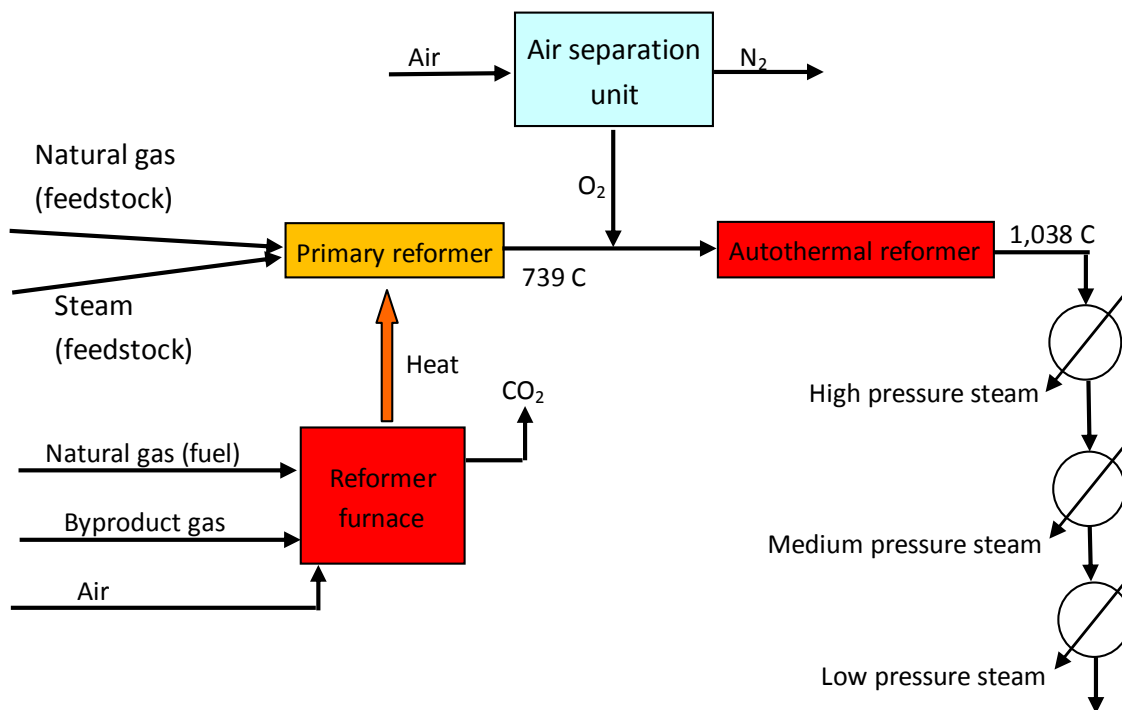 Air
Air separation
unit
N₂
O₂
Natural gas
(feedstock)
Primary reformer
739 C
Autothermal reformer
1,038 C
Steam
(feedstock)
Heat
CO₂
High pressure steam
Natural gas (fuel)
Reformer
furnace
Byproduct gas
Medium pressure steam
Air
Low pressure steam